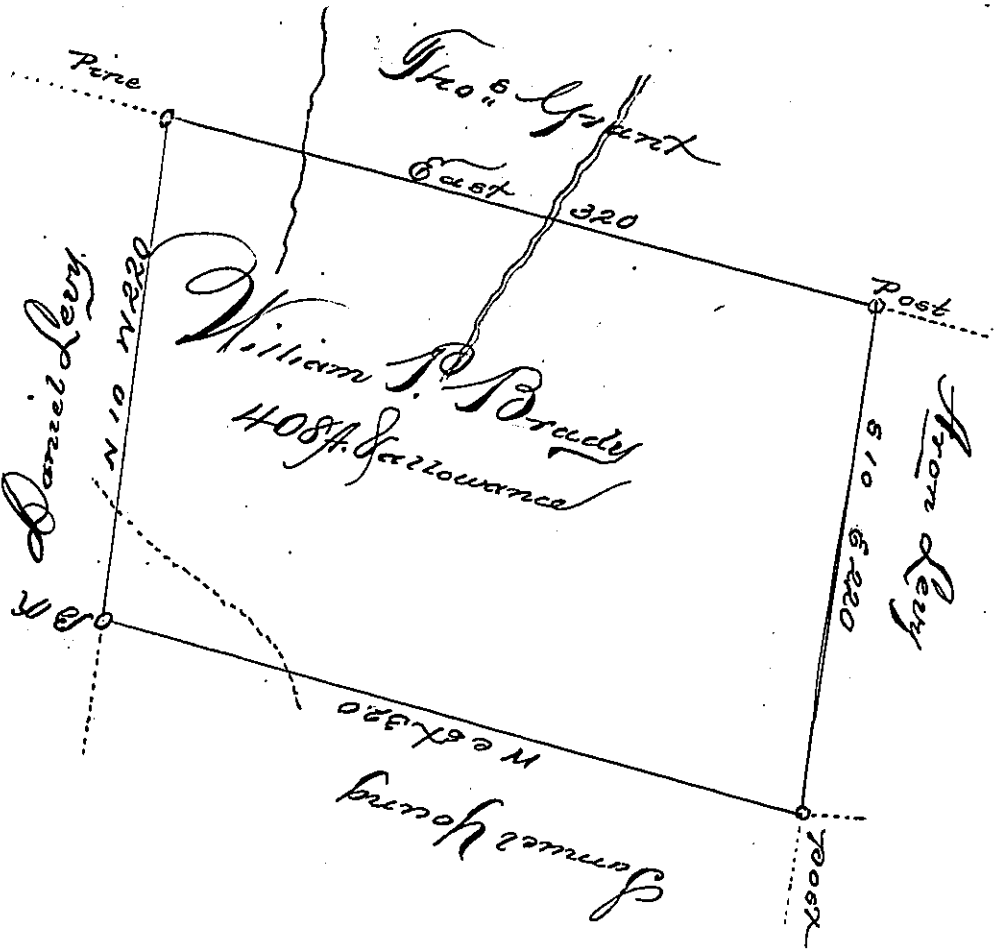 Pine
Thos. Grant
East 320
Post
William P. Brady
408 A. & allowance
Daniel Levy
N 10 W 220
Aron Levy
S 10 E 220
West 320
Samuel Young
Post